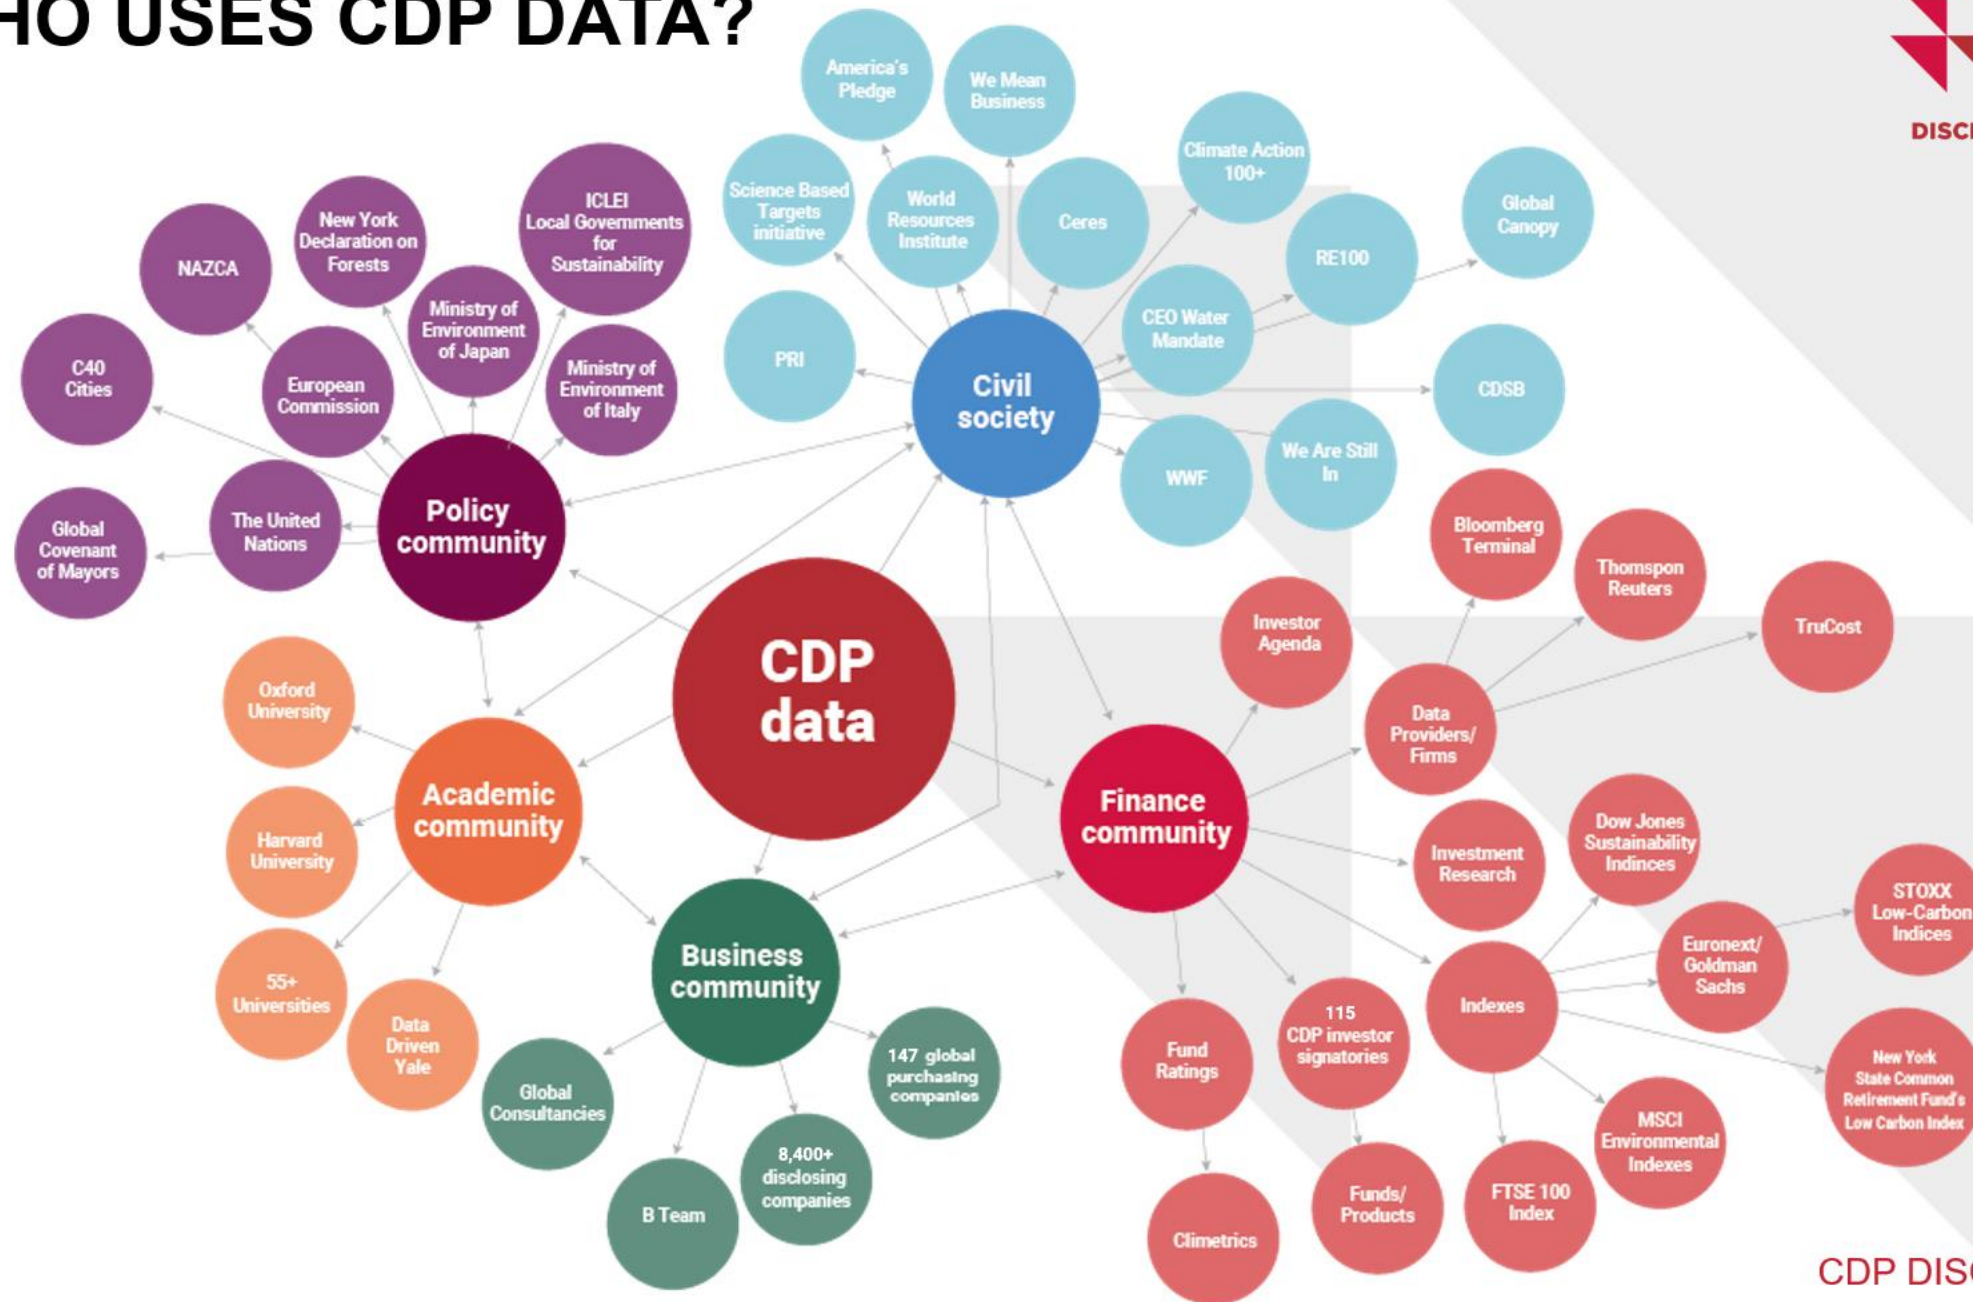 HO USES CDP DATA?
DISCL
America's
Pledge
We Mean
Business
Climate Action
100+
Science Based
Targets
initiative
World
Resources
Institute
Ceres
RE100
Global
Canopy
PRI
CEO Water
Mandate
CDSB
WWF
We Are Still
In
Civil
society
NAZCA
New York
Declaration on
Forests
ICLEI
Local Governments
for
Sustainability
Ministry of
Environment
of Japan
Ministry of
Environment
of Italy
C40
Cities
European
Commission
Global
Covenant
of Mayors
The United
Nations
Policy
community
CDP
data
Oxford
University
Harvard
University
55+
Universities
Data
Driven
Yale
Academic
community
Business
community
Global
Consultancies
B Team
8,400+
disclosing
companies
147 global
purchasing
companies
Finance
community
Investor
Agenda
Data
Providers/
Firms
Bloomberg
Terminal
Thomspon
Reuters
TruCost
Investment
Research
Dow Jones
Sustainability
Indinces
Indexes
Euronext/
Goldman
Sachs
STOXX
Low-Carbon
Indices
New York
State Common
Retirement Fund's
Low Carbon Index
MSCI
Environmental
Indexes
FTSE 100
Index
115
CDP investor
signatories
Funds/
Products
Fund
Ratings
Climetrics
CDP DISC